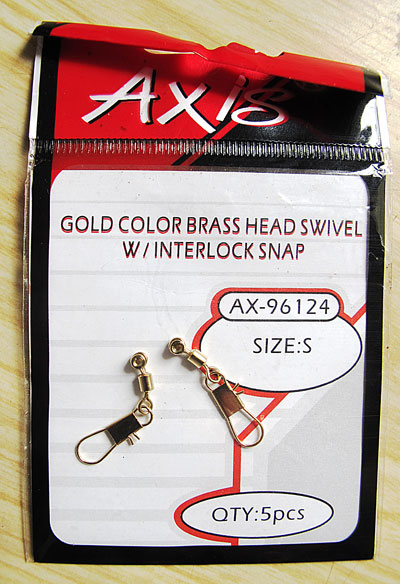 AXIS
GOLD COLOR BRASS HEAD SWIVEL
W/INTERLOCK SNAP
AX-96124
SIZE:S
QTY:5pcs